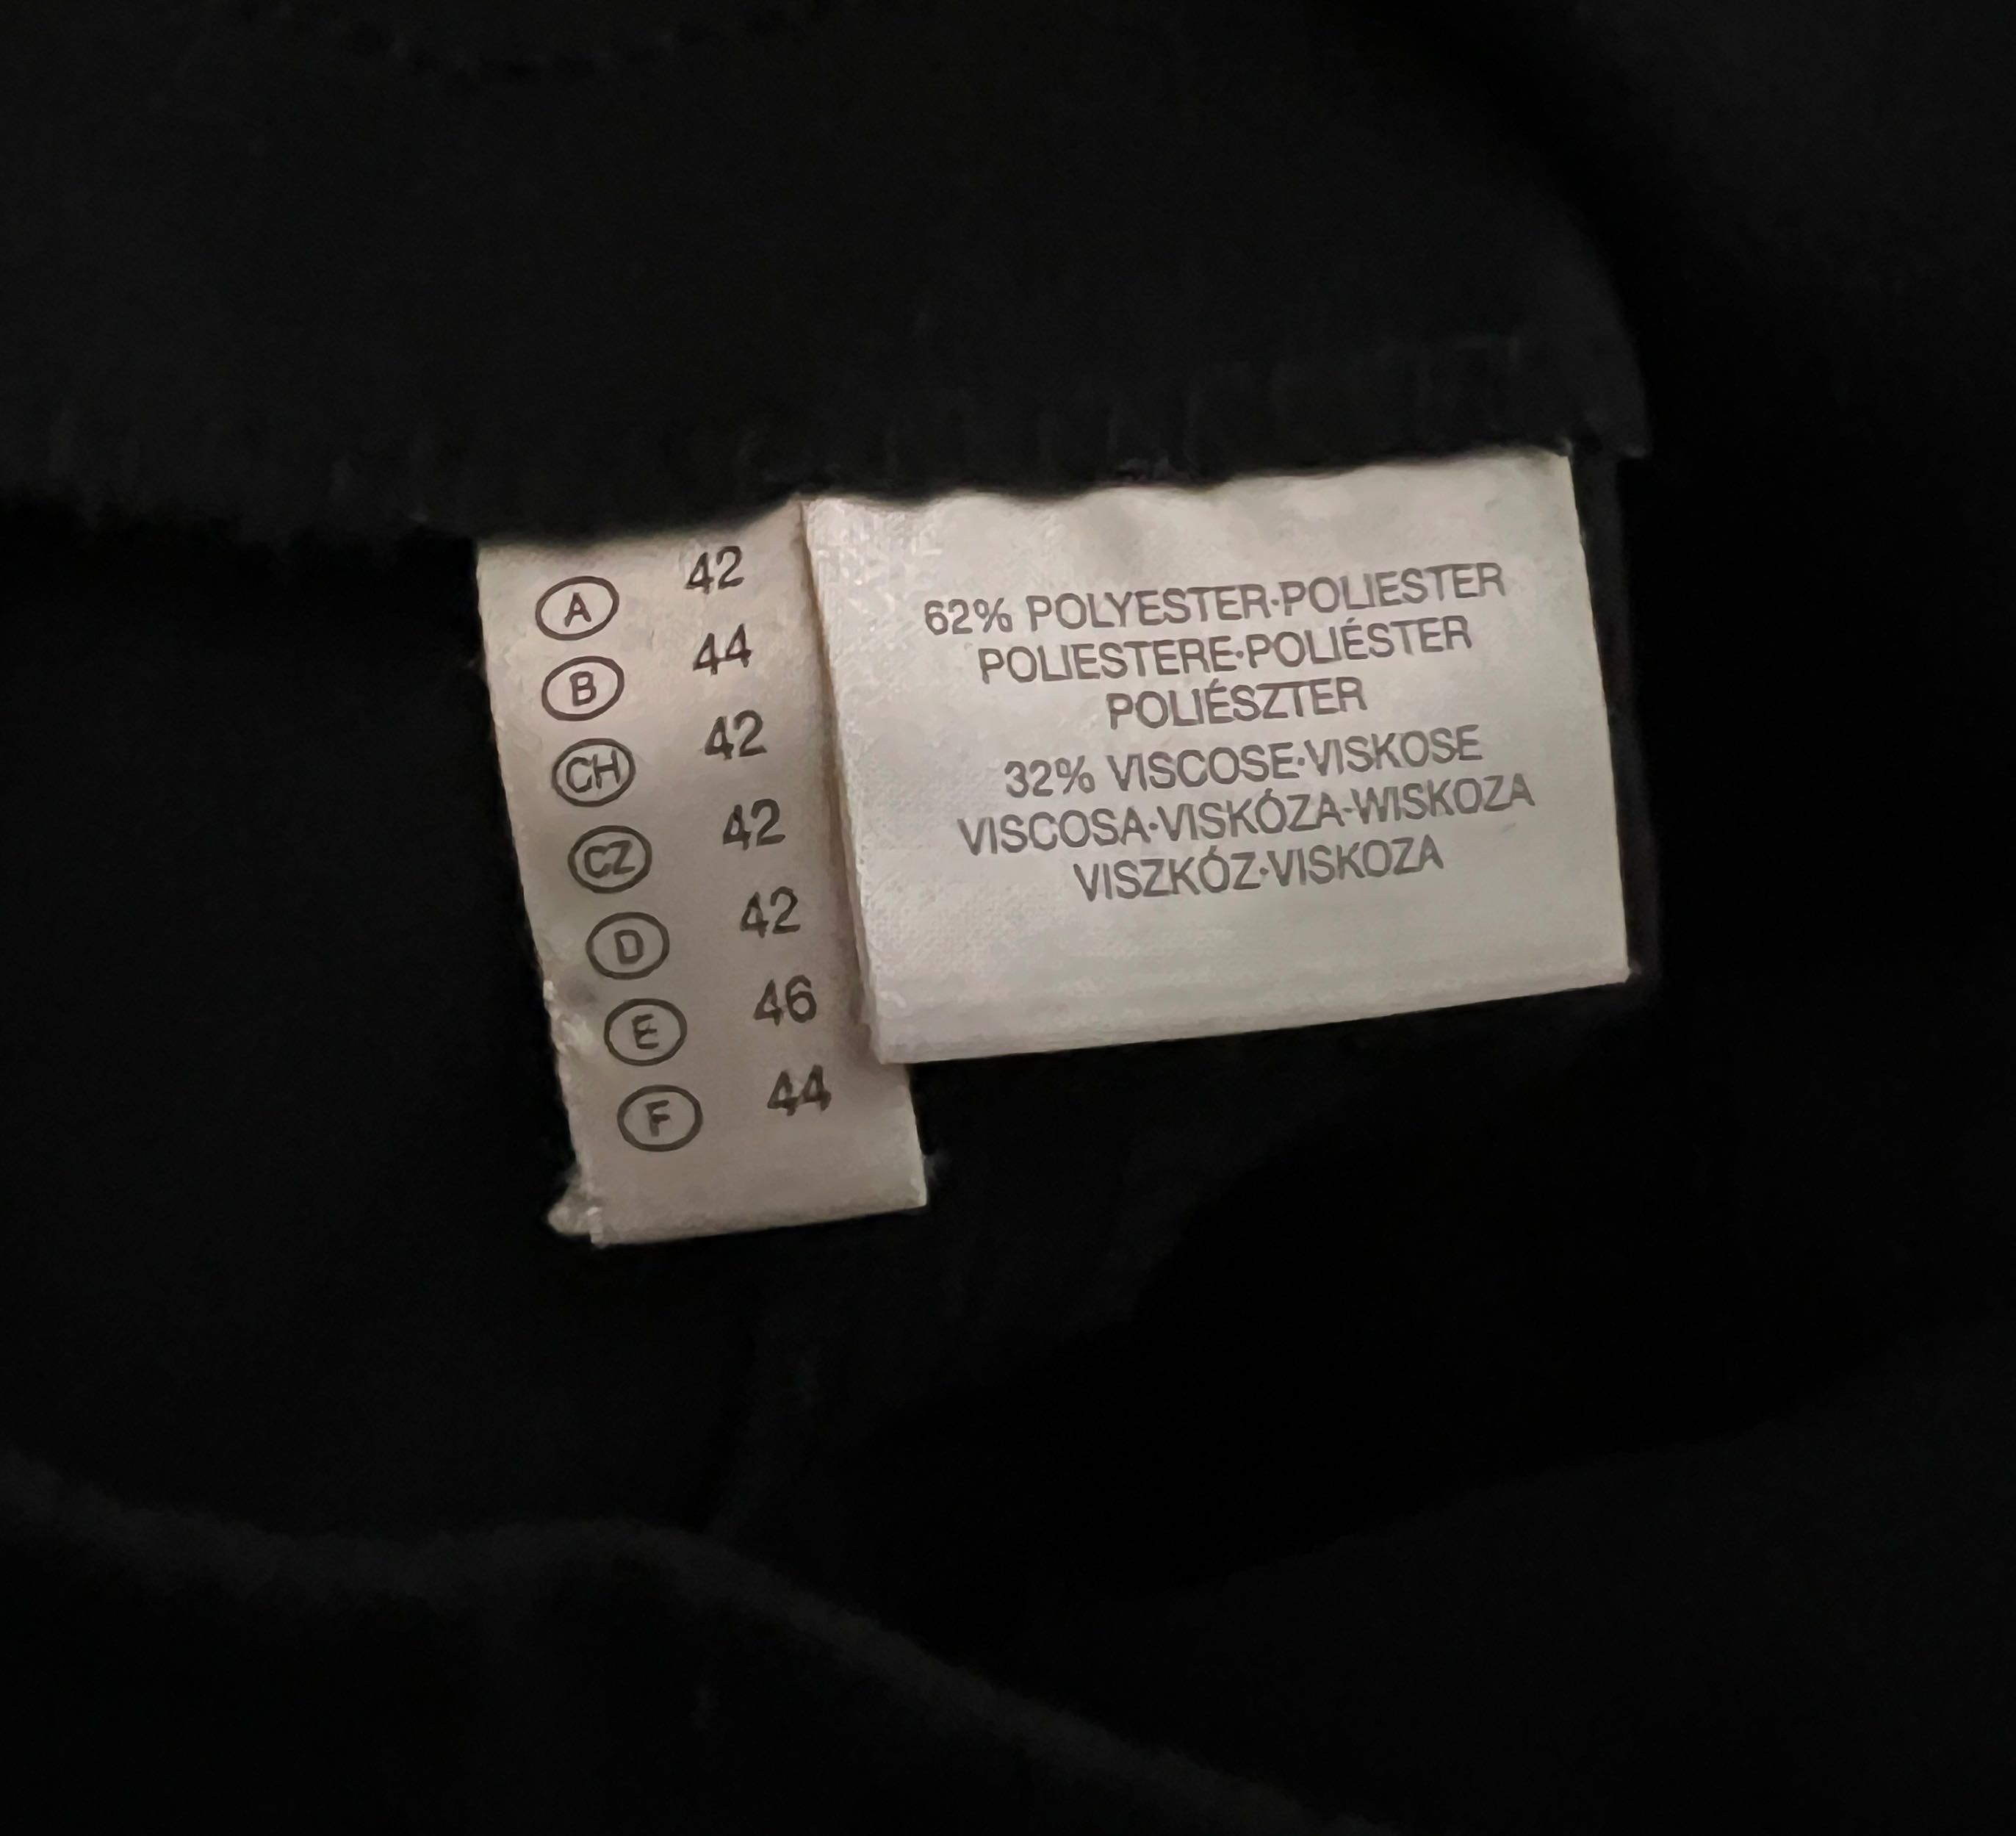 A 42
B 44
CH 42
CZ 42
D 42
E 46
F 44
62% POLYESTER·POLIESTER
POLIESTERE·POLIÉSTER
POLIÉSZTER
32% VISCOSE·VISKOSE
VISCOSA·VISKÓZA·WISKOZA
VISZKÓZ·VISKOZA